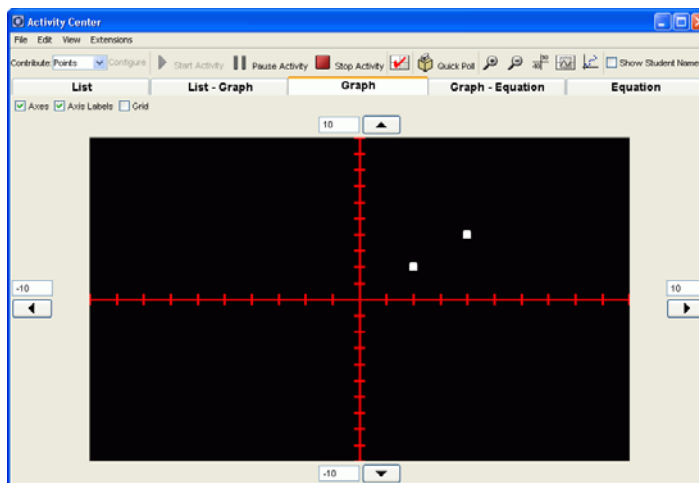 Activity Center
File Edit View Extensions
Contribute: Points Configure Start Activity Pause Activity Stop Activity Quick Poll Show Student Name
List List - Graph Graph Graph - Equation Equation
Axes Axis Labels Grid
10
-10 10
-10